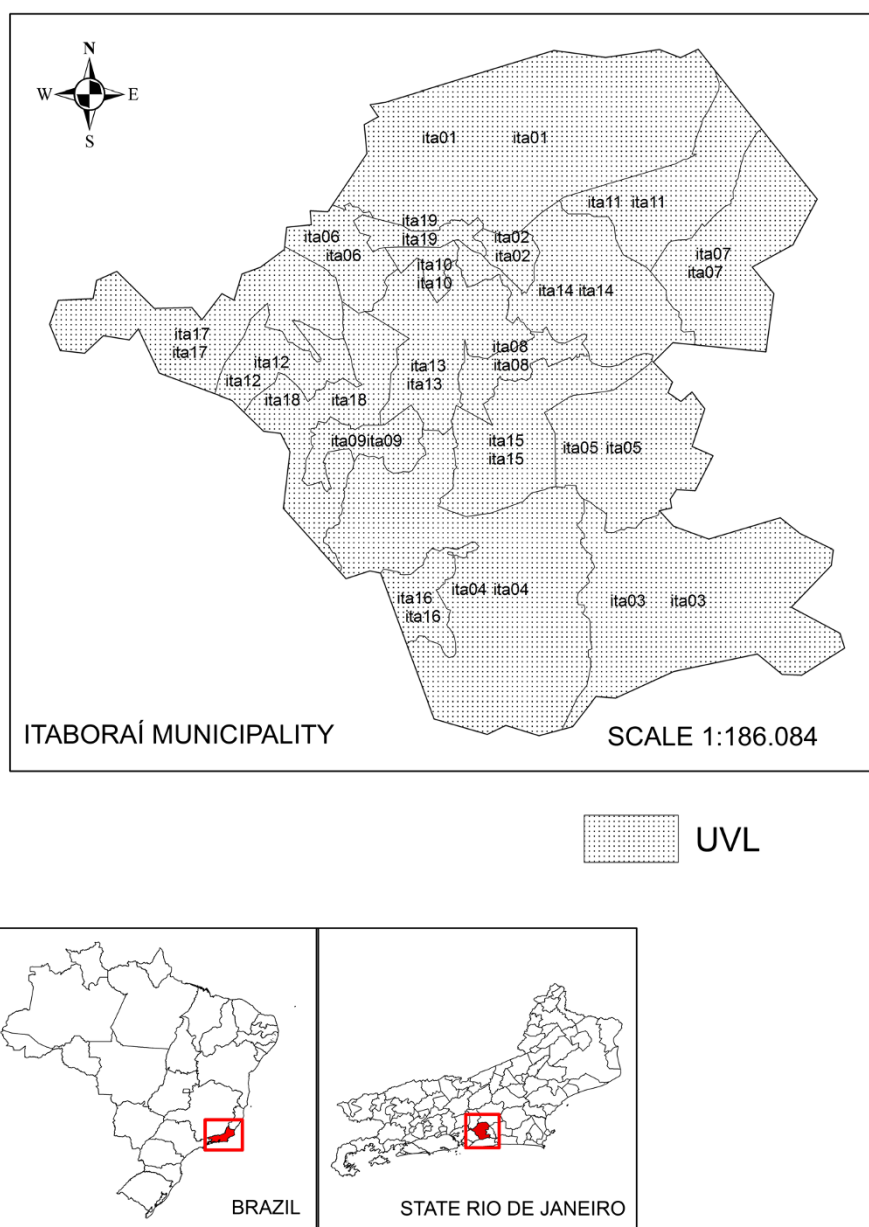 N
W E
S
ita01 ita01
ita11 ita11
ita19
ita19
ita06
ita06
ita02
ita02
ita07
ita07
ita10
ita10
ita14 ita14
ita17
ita17
ita08
ita08
ita12
ita12
ita13
ita13
ita18 ita18
ita09 ita09
ita15
ita15
ita05 ita05
ita04 ita04
ita16
ita16
ita03 ita03
ITABORAÍ MUNICIPALITY
SCALE 1:186.084
UVL
BRAZIL
STATE RIO DE JANEIRO